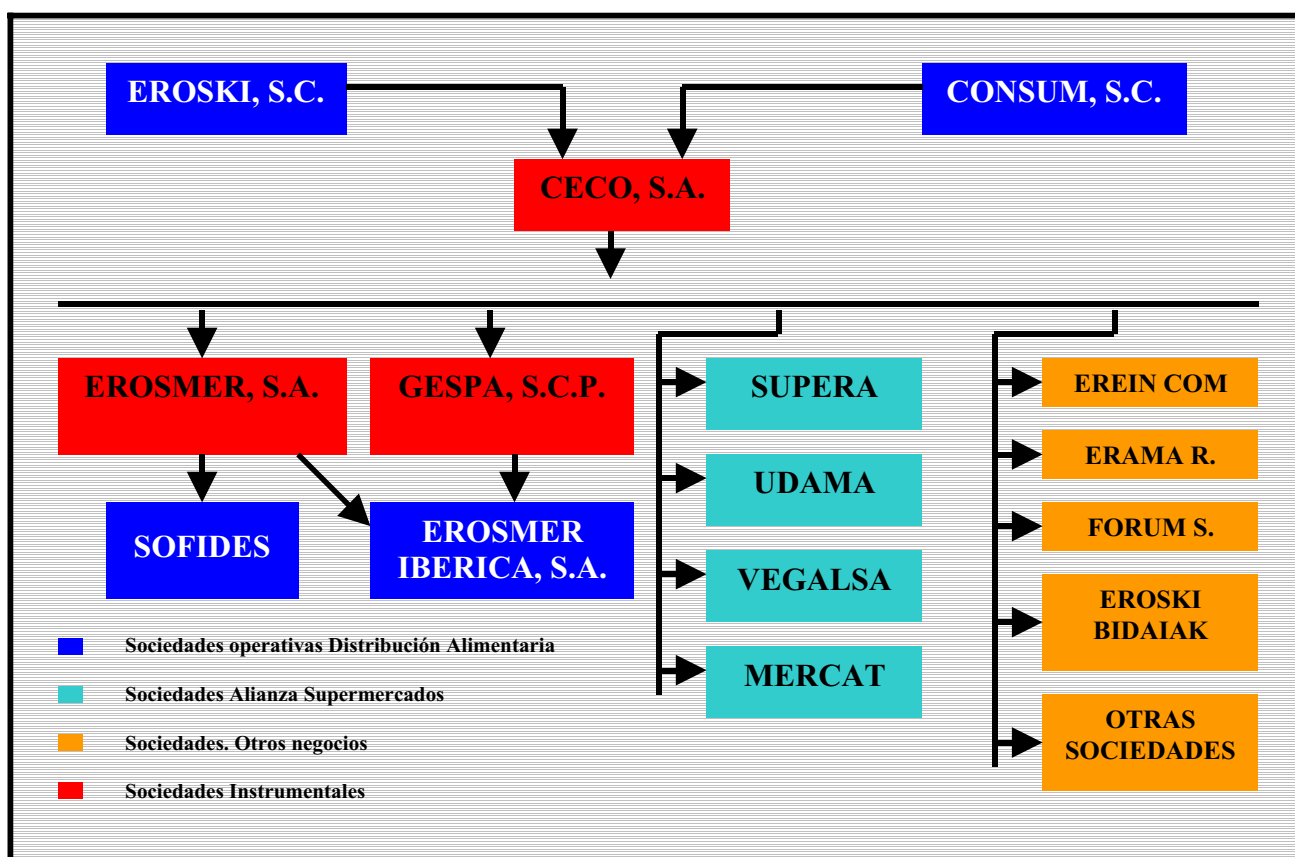 EROSKI, S.C.
CONSUM, S.C.
CECO, S.A.
EROSMER, S.A.
GESPA, S.C.P.
SOFIDES
EROSMER
IBERICA, S.A.
SUPERA
UDAMA
VEGALSA
MERCAT
EREIN COM
ERAMA R.
FORUM S.
EROSKI
BIDAIAK
OTRAS
SOCIEDADES
Sociedades operativas Distribución Alimentaria
Sociedades Alianza Supermercados
Sociedades. Otros negocios
Sociedades Instrumentales